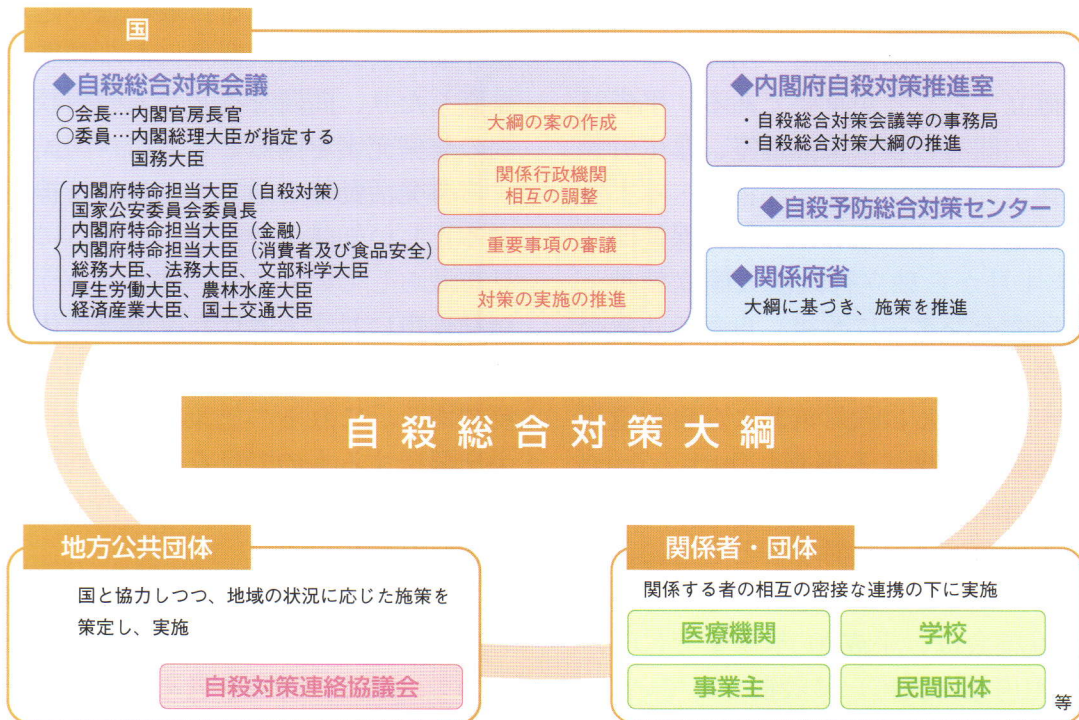 国
◆自殺総合対策会議
○会長…内閣官房長官
○委員…内閣総理大臣が指定する
国務大臣
内閣府特命担当大臣（自殺対策）
国家公安委員会委員長
内閣府特命担当大臣（金融）
内閣府特命担当大臣（消費者及び食品安全）
総務大臣、法務大臣、文部科学大臣
厚生労働大臣、農林水産大臣
経済産業大臣、国土交通大臣
大綱の案の作成
関係行政機関
相互の調整
重要事項の審議
対策の実施の推進
◆内閣府自殺対策推進室
・自殺総合対策会議等の事務局
・自殺総合対策大綱の推進
◆自殺予防総合対策センター
◆関係府省
大綱に基づき、施策を推進
自殺総合対策大綱
地方公共団体
国と協力しつつ、地域の状況に応じた施策を
策定し、実施
自殺対策連絡協議会
関係者・団体
関係する者の相互の密接な連携の下に実施
医療機関
学校
事業主
民間団体
等